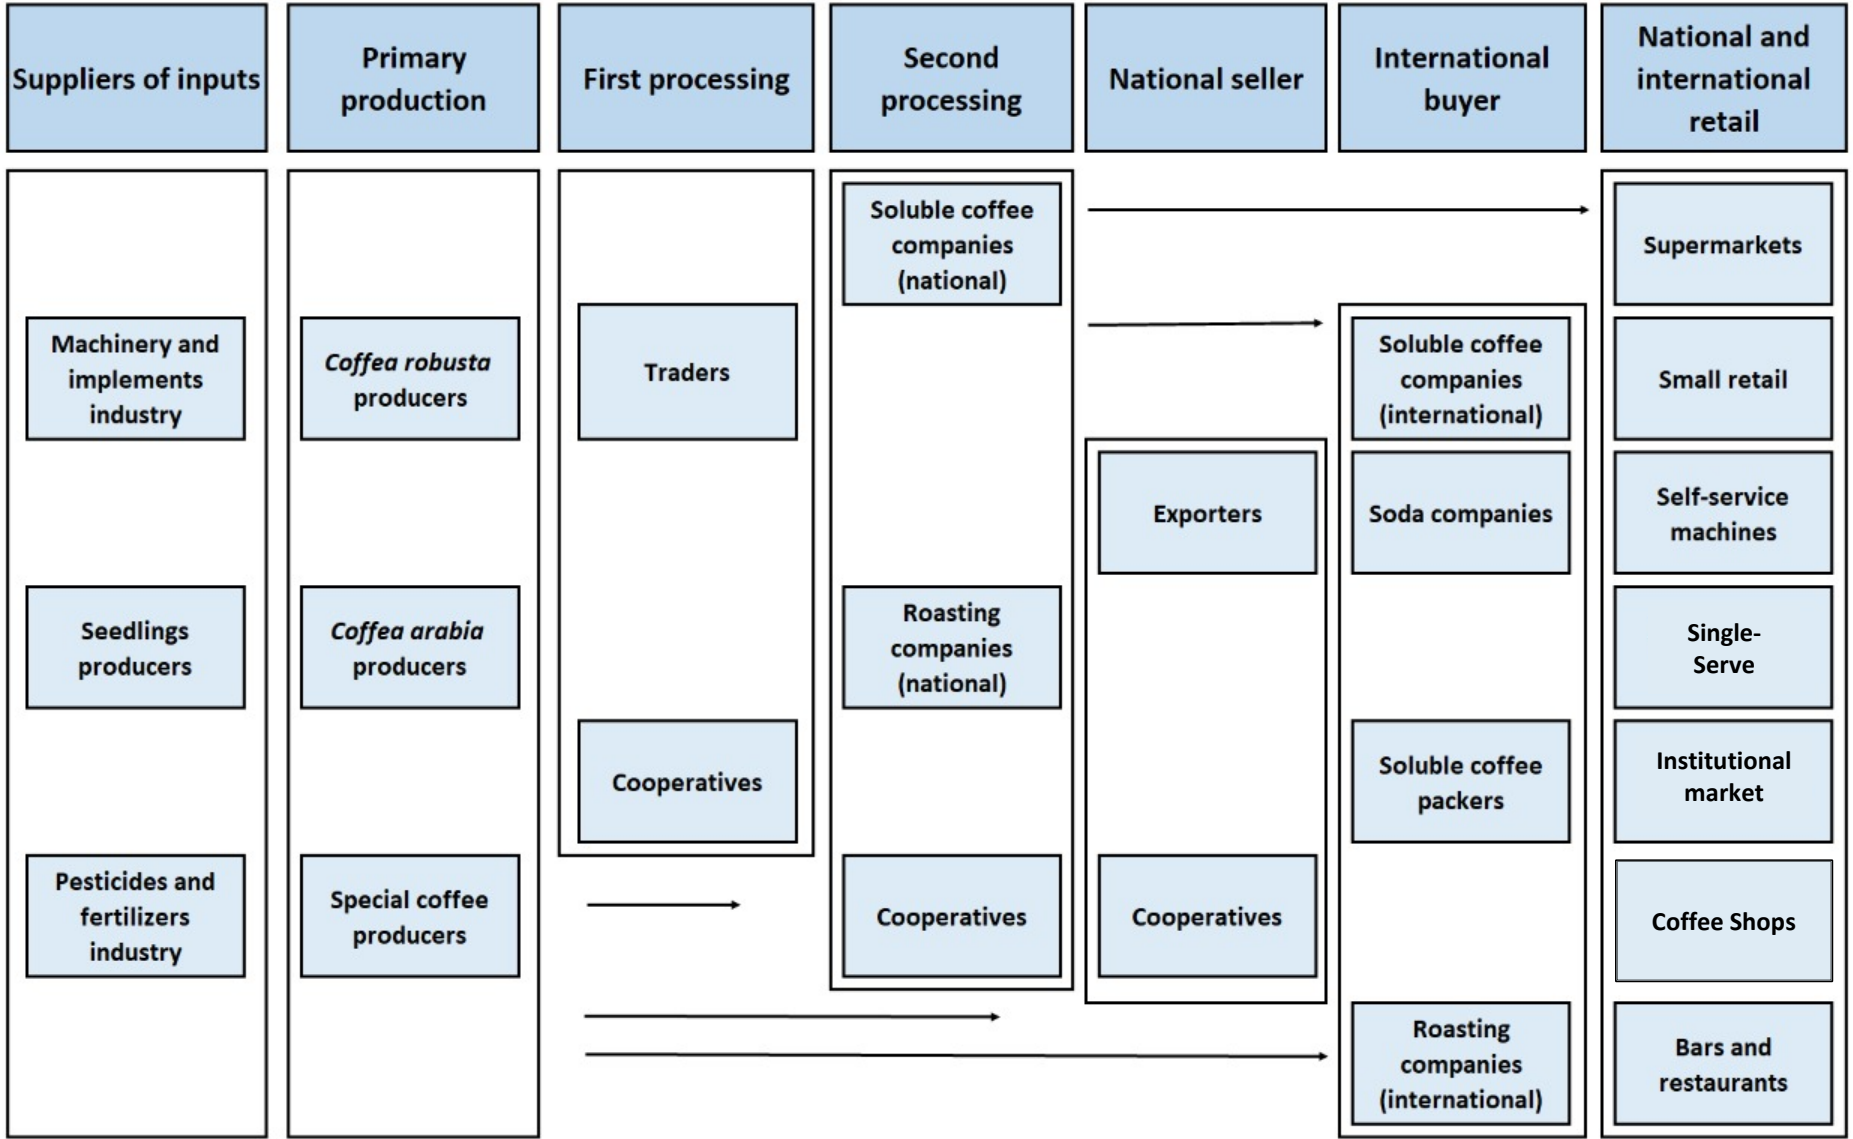 Suppliers of inputs
Primary
production
First processing
Second
processing
National seller
International
buyer
National and
international
retail
Machinery and
implements
industry
Seedlings
producers
Pesticides and
fertilizers
industry
Coffea robusta
producers
Coffea arabia
producers
Special coffee
producers
Traders
Cooperatives
Soluble coffee
companies
(national)
Roasting
companies
(national)
Cooperatives
Exporters
Cooperatives
Soluble coffee
companies
(international)
Soda companies
Soluble coffee
packers
Roasting
companies
(international)
Supermarkets
Small retail
Self-service
machines
Single-
Serve
Institutional
market
Coffee Shops
Bars and
restaurants